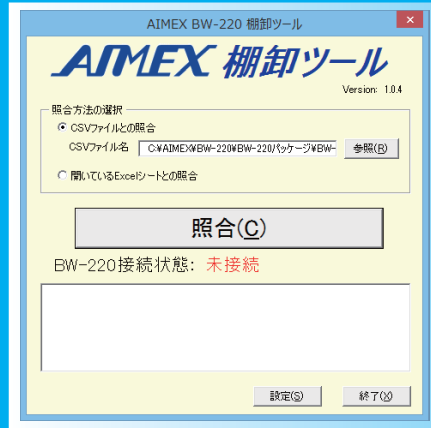 AIMEX BW-220 棚卸ツール
AIMEX 棚卸ツール
Version: 1.0.4
照合方法の選択
CSVファイルとの照合
CSVファイル名 C:¥AIMEX¥BW-220¥BW-220パッケージ¥BW- 参照(R)
開いているExcelシートとの照合
照合(C)
BW-220接続状態: 未接続
設定(S) 終了(X)